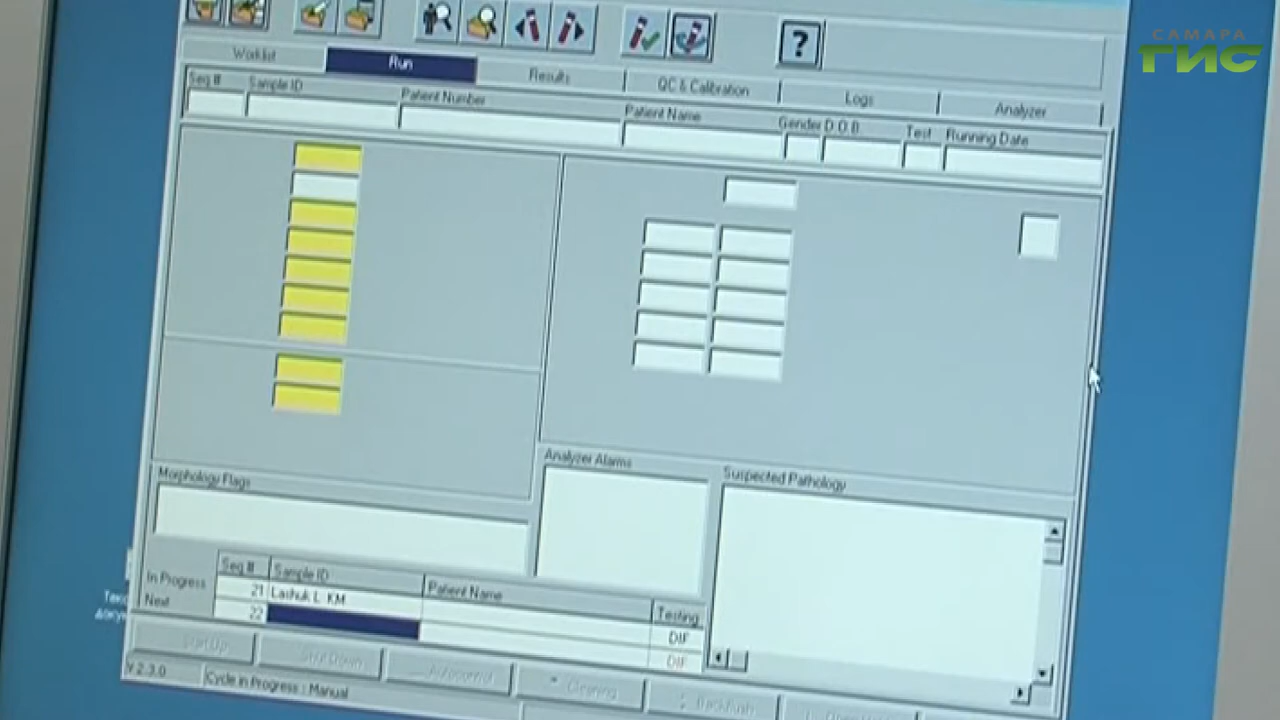 САМАРА
ГИС
?
Worklist
Run
Results
QC & Calibration
Logs
Analyzer
Seq #
Sample ID
Patient Number
Patient Name
Gender
D.O.B.
Test
Running Date
Morphology Flags
Analyzer Alarms
Suspected Pathology
Seq #
Sample ID
Patient Name
Testing
In Progress
21
Lashuk L KM
DIF
Next
22
DIF
Start Up
Shut Down
Autocontrol
Cleaning
Backflush
V 2.3.0
Cycle in Progress : Manual